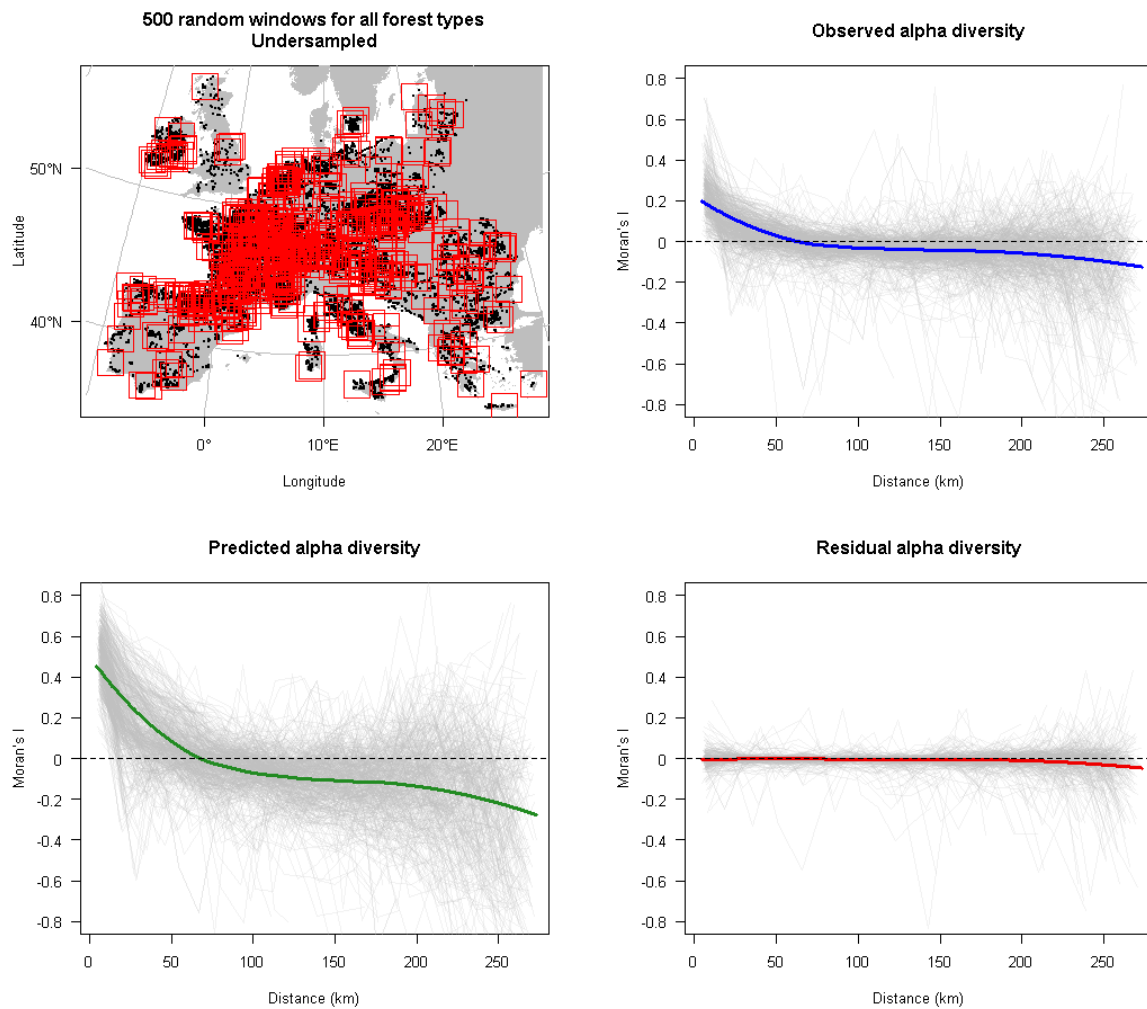 500 random windows for all forest types
Undersampled
50°N
40°N
Latitude
0°
10°E
20°E
Longitude
Observed alpha diversity
0.8
0.6
0.4
0.2
0
-0.2
-0.4
-0.6
-0.8
Moran's I
0
50
100
150
200
250
Distance (km)
Predicted alpha diversity
0.8
0.6
0.4
0.2
0
-0.2
-0.4
-0.6
-0.8
Moran's I
0
50
100
150
200
250
Distance (km)
Residual alpha diversity
0.8
0.6
0.4
0.2
0
-0.2
-0.4
-0.6
-0.8
Moran's I
0
50
100
150
200
250
Distance (km)